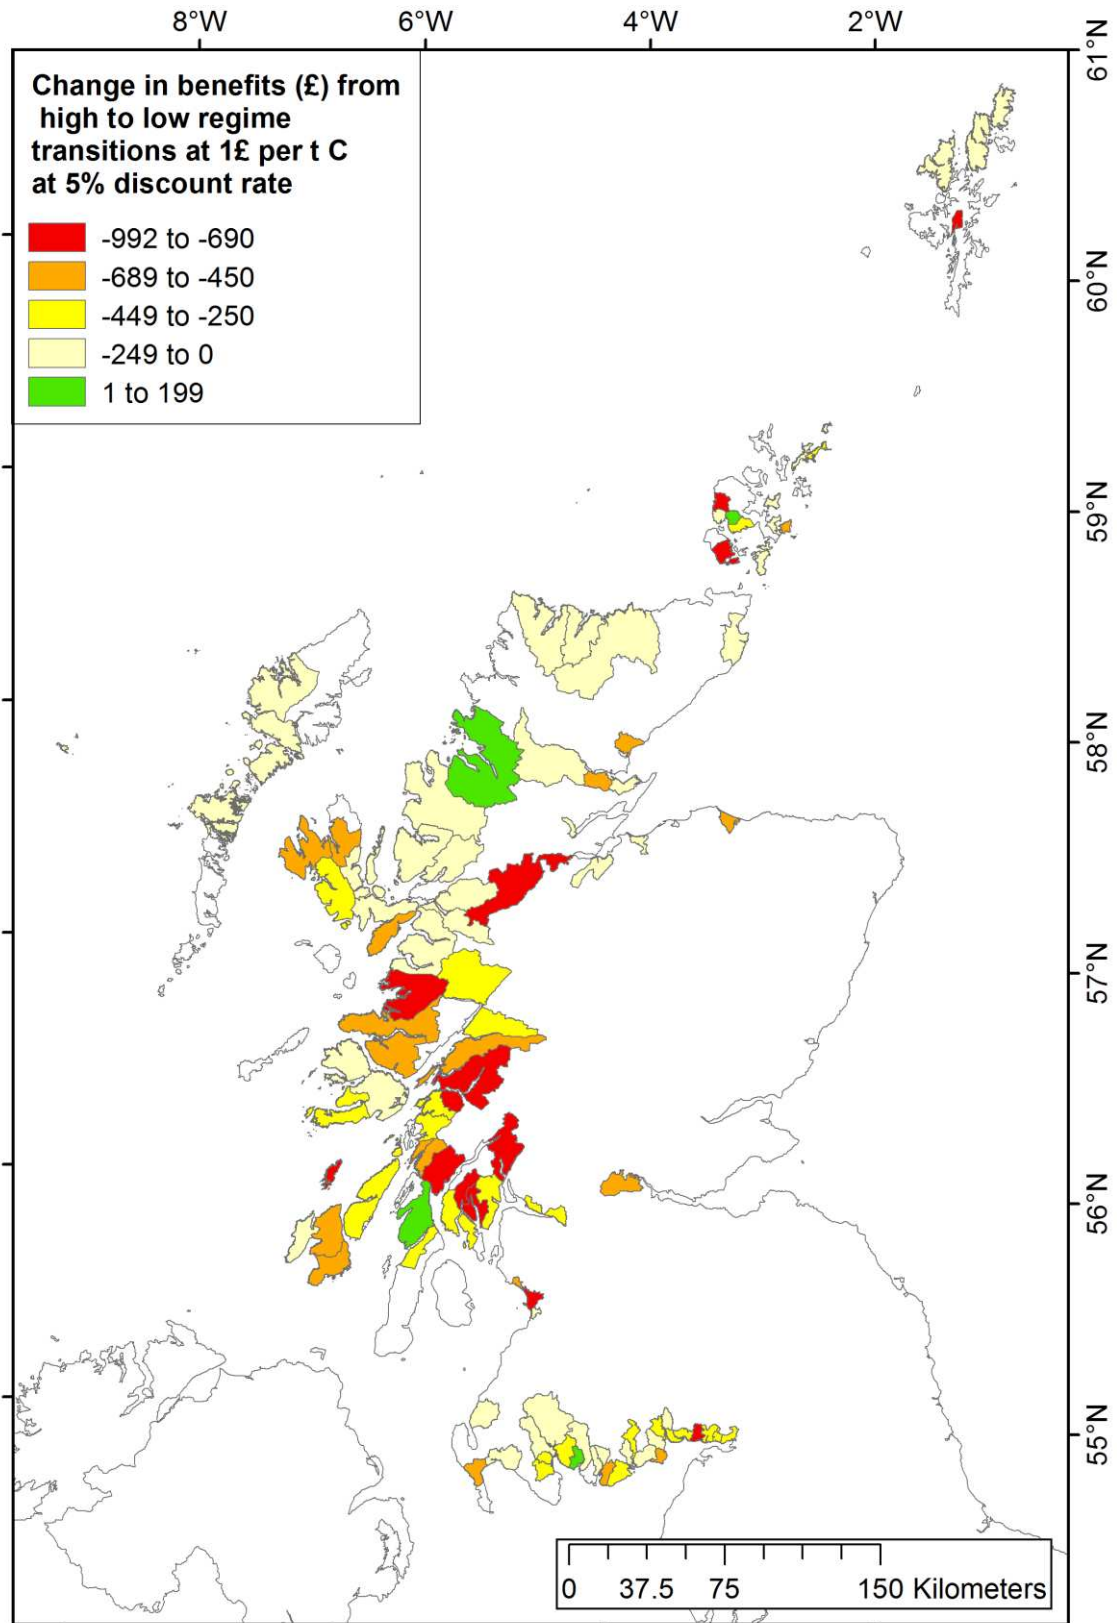 8°W 6°W 4°W 2°W
61°N
Change in benefits (£) from
high to low regime
transitions at 1£ per t C
at 5% discount rate
-992 to -690
-689 to -450
-449 to -250
-249 to 0
1 to 199
60°N
59°N
58°N
57°N
56°N
55°N
0 37.5 75 150 Kilometers